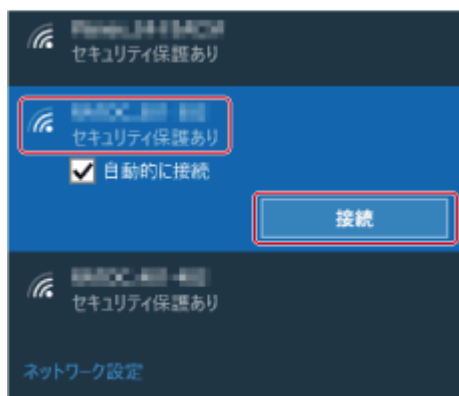 セキュリティ保護あり
セキュリティ保護あり
自動的に接続
接続
セキュリティ保護あり
ネットワーク設定